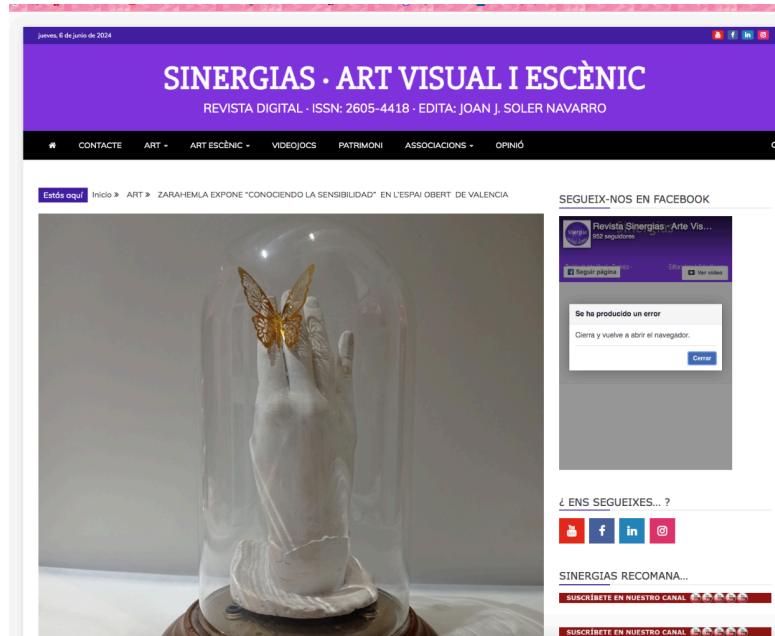 jueves, 6 de junio de 2024
SINERGIAS · ART VISUAL I ESCÈNIC
REVISTA DIGITAL · ISSN: 2605-4418 · EDITA: JOAN J. SOLER NAVARRO
CONTACTE ART ART ESCÈNIC VIDEOJOCS PATRIMONI ASSOCIACIONS OPINIÓ
Estás aquí Inicio » ART » ZARAHEMLA EXPONE “CONOCIENDO LA SENSIBILIDAD” EN L’ESPAI OBERT DE VALENCIA
SEGUEIX-NOS EN FACEBOOK
Revista Sinergias · Arte Vis...
952 seguidores
Seguir página
Ver vídeo
Se ha producido un error
Cierra y vuelve a abrir el navegador.
Cerrar
¿ ENS SEGUEIXES... ?
SINERGIAS RECOMANA...
SUSCRÍBETE EN NUESTRO CANAL
SUSCRÍBETE EN NUESTRO CANAL